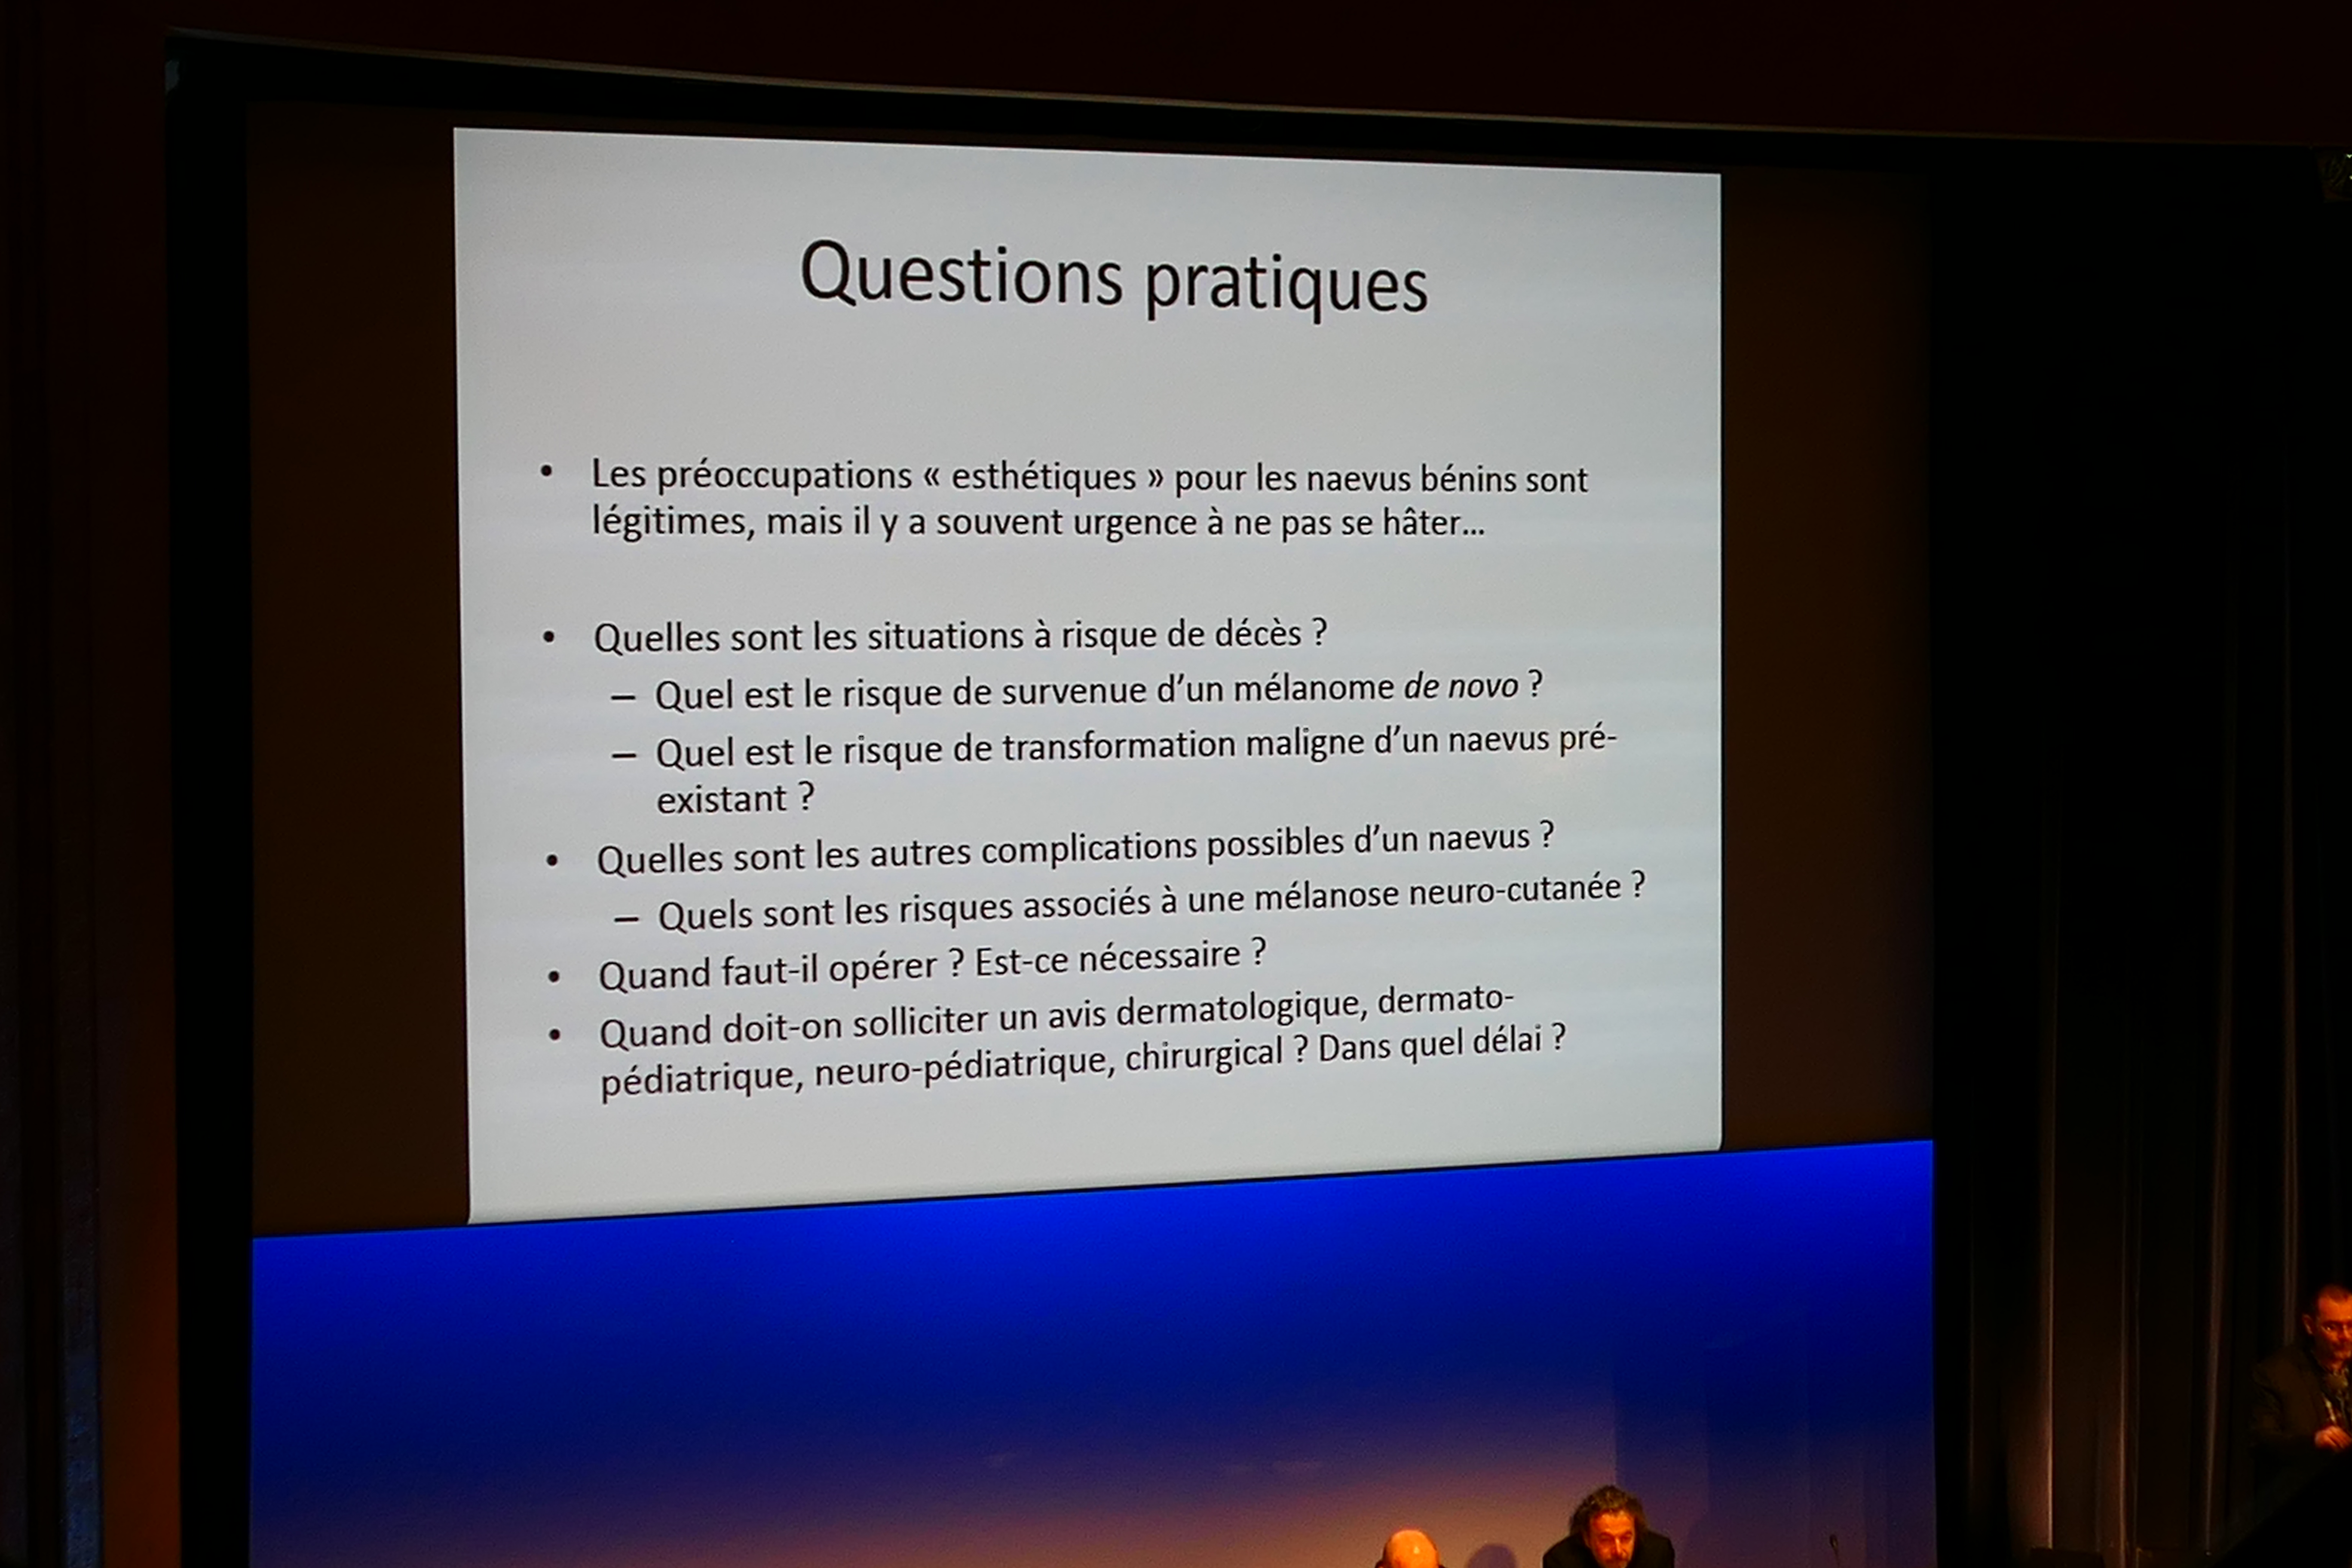 Questions pratiques
• Les préoccupations « esthétiques » pour les naevus bénins sont
légitimes, mais il y a souvent urgence à ne pas se hâter…
• Quelles sont les situations à risque de décès ?
– Quel est le risque de survenue d’un mélanome de novo ?
– Quel est le risque de transformation maligne d’un naevus pré-
existant ?
• Quelles sont les autres complications possibles d’un naevus ?
– Quels sont les risques associés à une mélanose neuro-cutanée ?
• Quand faut-il opérer ? Est-ce nécessaire ?
• Quand doit-on solliciter un avis dermatologique, dermato-
pédiatrique, neuro-pédiatrique, chirurgical ? Dans quel délai ?